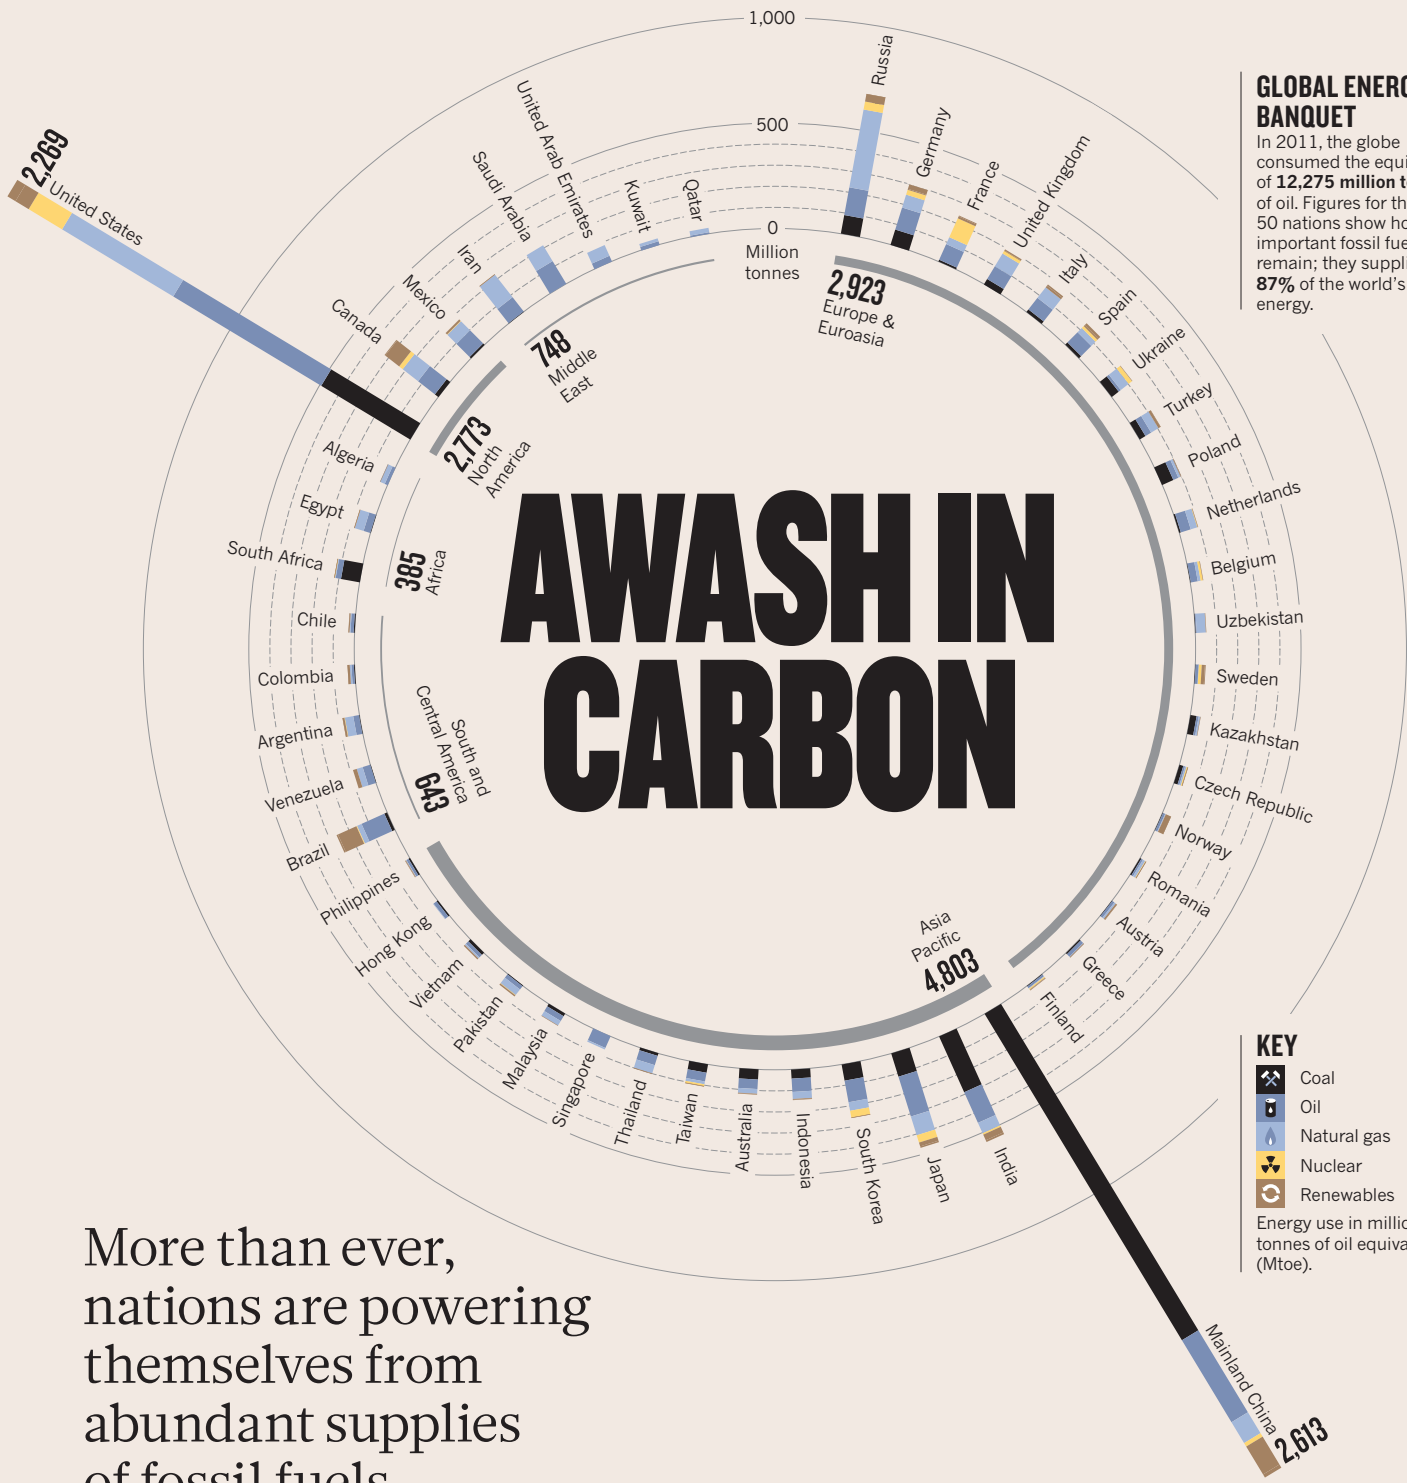 1,000
500
0
Million
tonnes
Russia
Germany
France
United Kingdom
Italy
Spain
Ukraine
Turkey
Poland
Netherlands
Belgium
Uzbekistan
Sweden
Kazakhstan
Czech Republic
Norway
Romania
Austria
Greece
Finland
2,923
Europe &
Euroasia
Mainland China
2,613
India
Japan
South Korea
Indonesia
Australia
Taiwan
Thailand
Singapore
Malaysia
Pakistan
Vietnam
Hong Kong
Philippines
Asia
Pacific
4,803
Brazil
Venezuela
Argentina
Colombia
Chile
South and
Central America
643
South Africa
Egypt
Algeria
385
Africa
2,269
United States
Canada
Mexico
2,773
North
America
Iran
Saudi Arabia
United Arab Emirates
Kuwait
Qatar
748
Middle
East
AWASH IN
CARBON
GLOBAL ENERG
BANQUET
In 2011, the globe
consumed the equi
of 12,275 million t
of oil. Figures for th
50 nations show ho
important fossil fue
remain; they suppli
87% of the world's
energy.
KEY
Coal
Oil
Natural gas
Nuclear
Renewables
Energy use in millio
tonnes of oil equiva
(Mtoe).
More than ever,
nations are powering
themselves from
abundant supplies
of fossil fuels